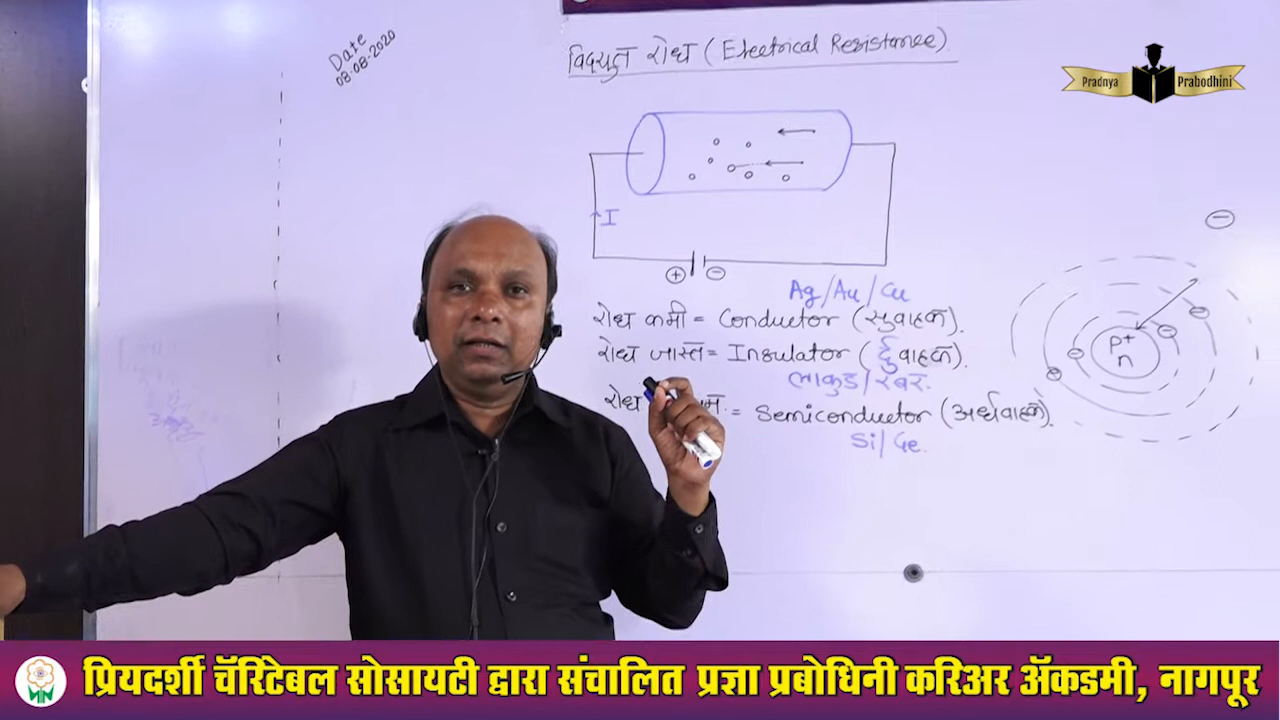 Date
08-08-2020
विद्युत रोध (Electrical Resistance)
Pradnya Prabodhini
I
+ −
Ag/Au/Cu
रोध कमी = Conductor (सुवाहक).
रोध जास्त = Insulator (दुर्वाहक).
लाकुड/रबर.
रोध = Semiconductor (अर्धवाहक).
Si/Ge.
−
P+
n
− − − −
प्रियदर्शी चॅरिटेबल सोसायटी द्वारा संचालित प्रज्ञा प्रबोधिनी करिअर ॲकडमी, नागपूर